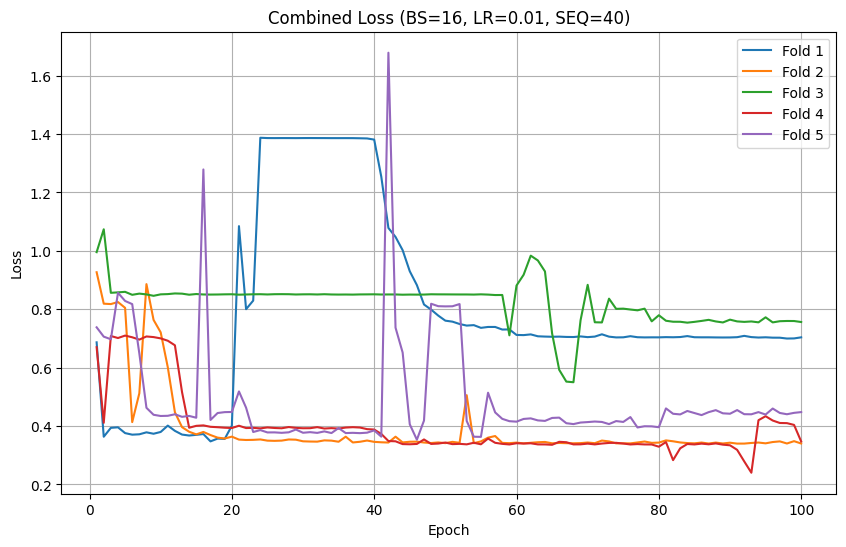 Combined Loss (BS=16, LR=0.01, SEQ=40)
Fold 1
Fold 2
Fold 3
Fold 4
Fold 5
1.6
1.4
1.2
1.0
0.8
0.6
0.4
0.2
Loss
0 20 40 60 80 100
Epoch